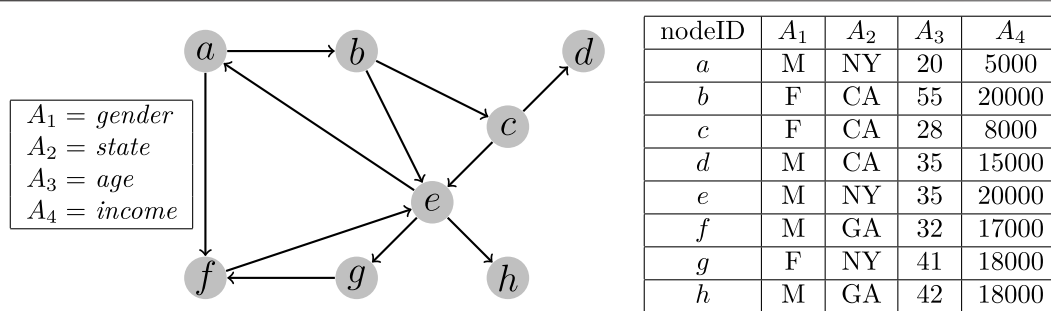 A₁ = gender
A₂ = state
A₃ = age
A₄ = income
a
b
d
c
e
f
g
h
nodeID A₁ A₂ A₃ A₄
a M NY 20 5000
b F CA 55 20000
c F CA 28 8000
d M CA 35 15000
e M NY 35 20000
f M GA 32 17000
g F NY 41 18000
h M GA 42 18000